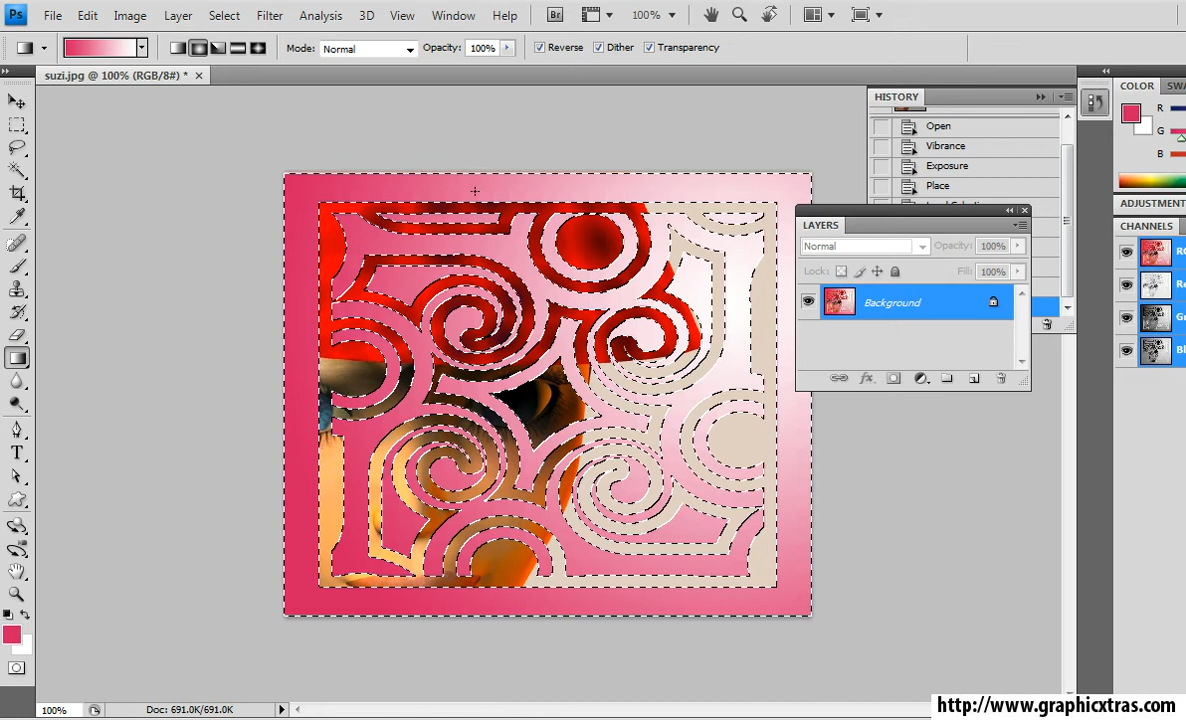 Ps File Edit Image Layer Select Filter Analysis 3D View Window Help Br 100%
Mode: Normal Opacity: 100% Reverse Dither Transparency
suzi.jpg @ 100% (RGB/8#) *
HISTORY
Open
Vibrance
Exposure
Place
COLOR SWA
R
G
B
ADJUSTMENT
CHANNELS
LAYERS
Normal Opacity: 100%
Lock: Fill: 100%
Background
T
100% Doc: 691.0K/691.0K
http://www.graphicxtras.com